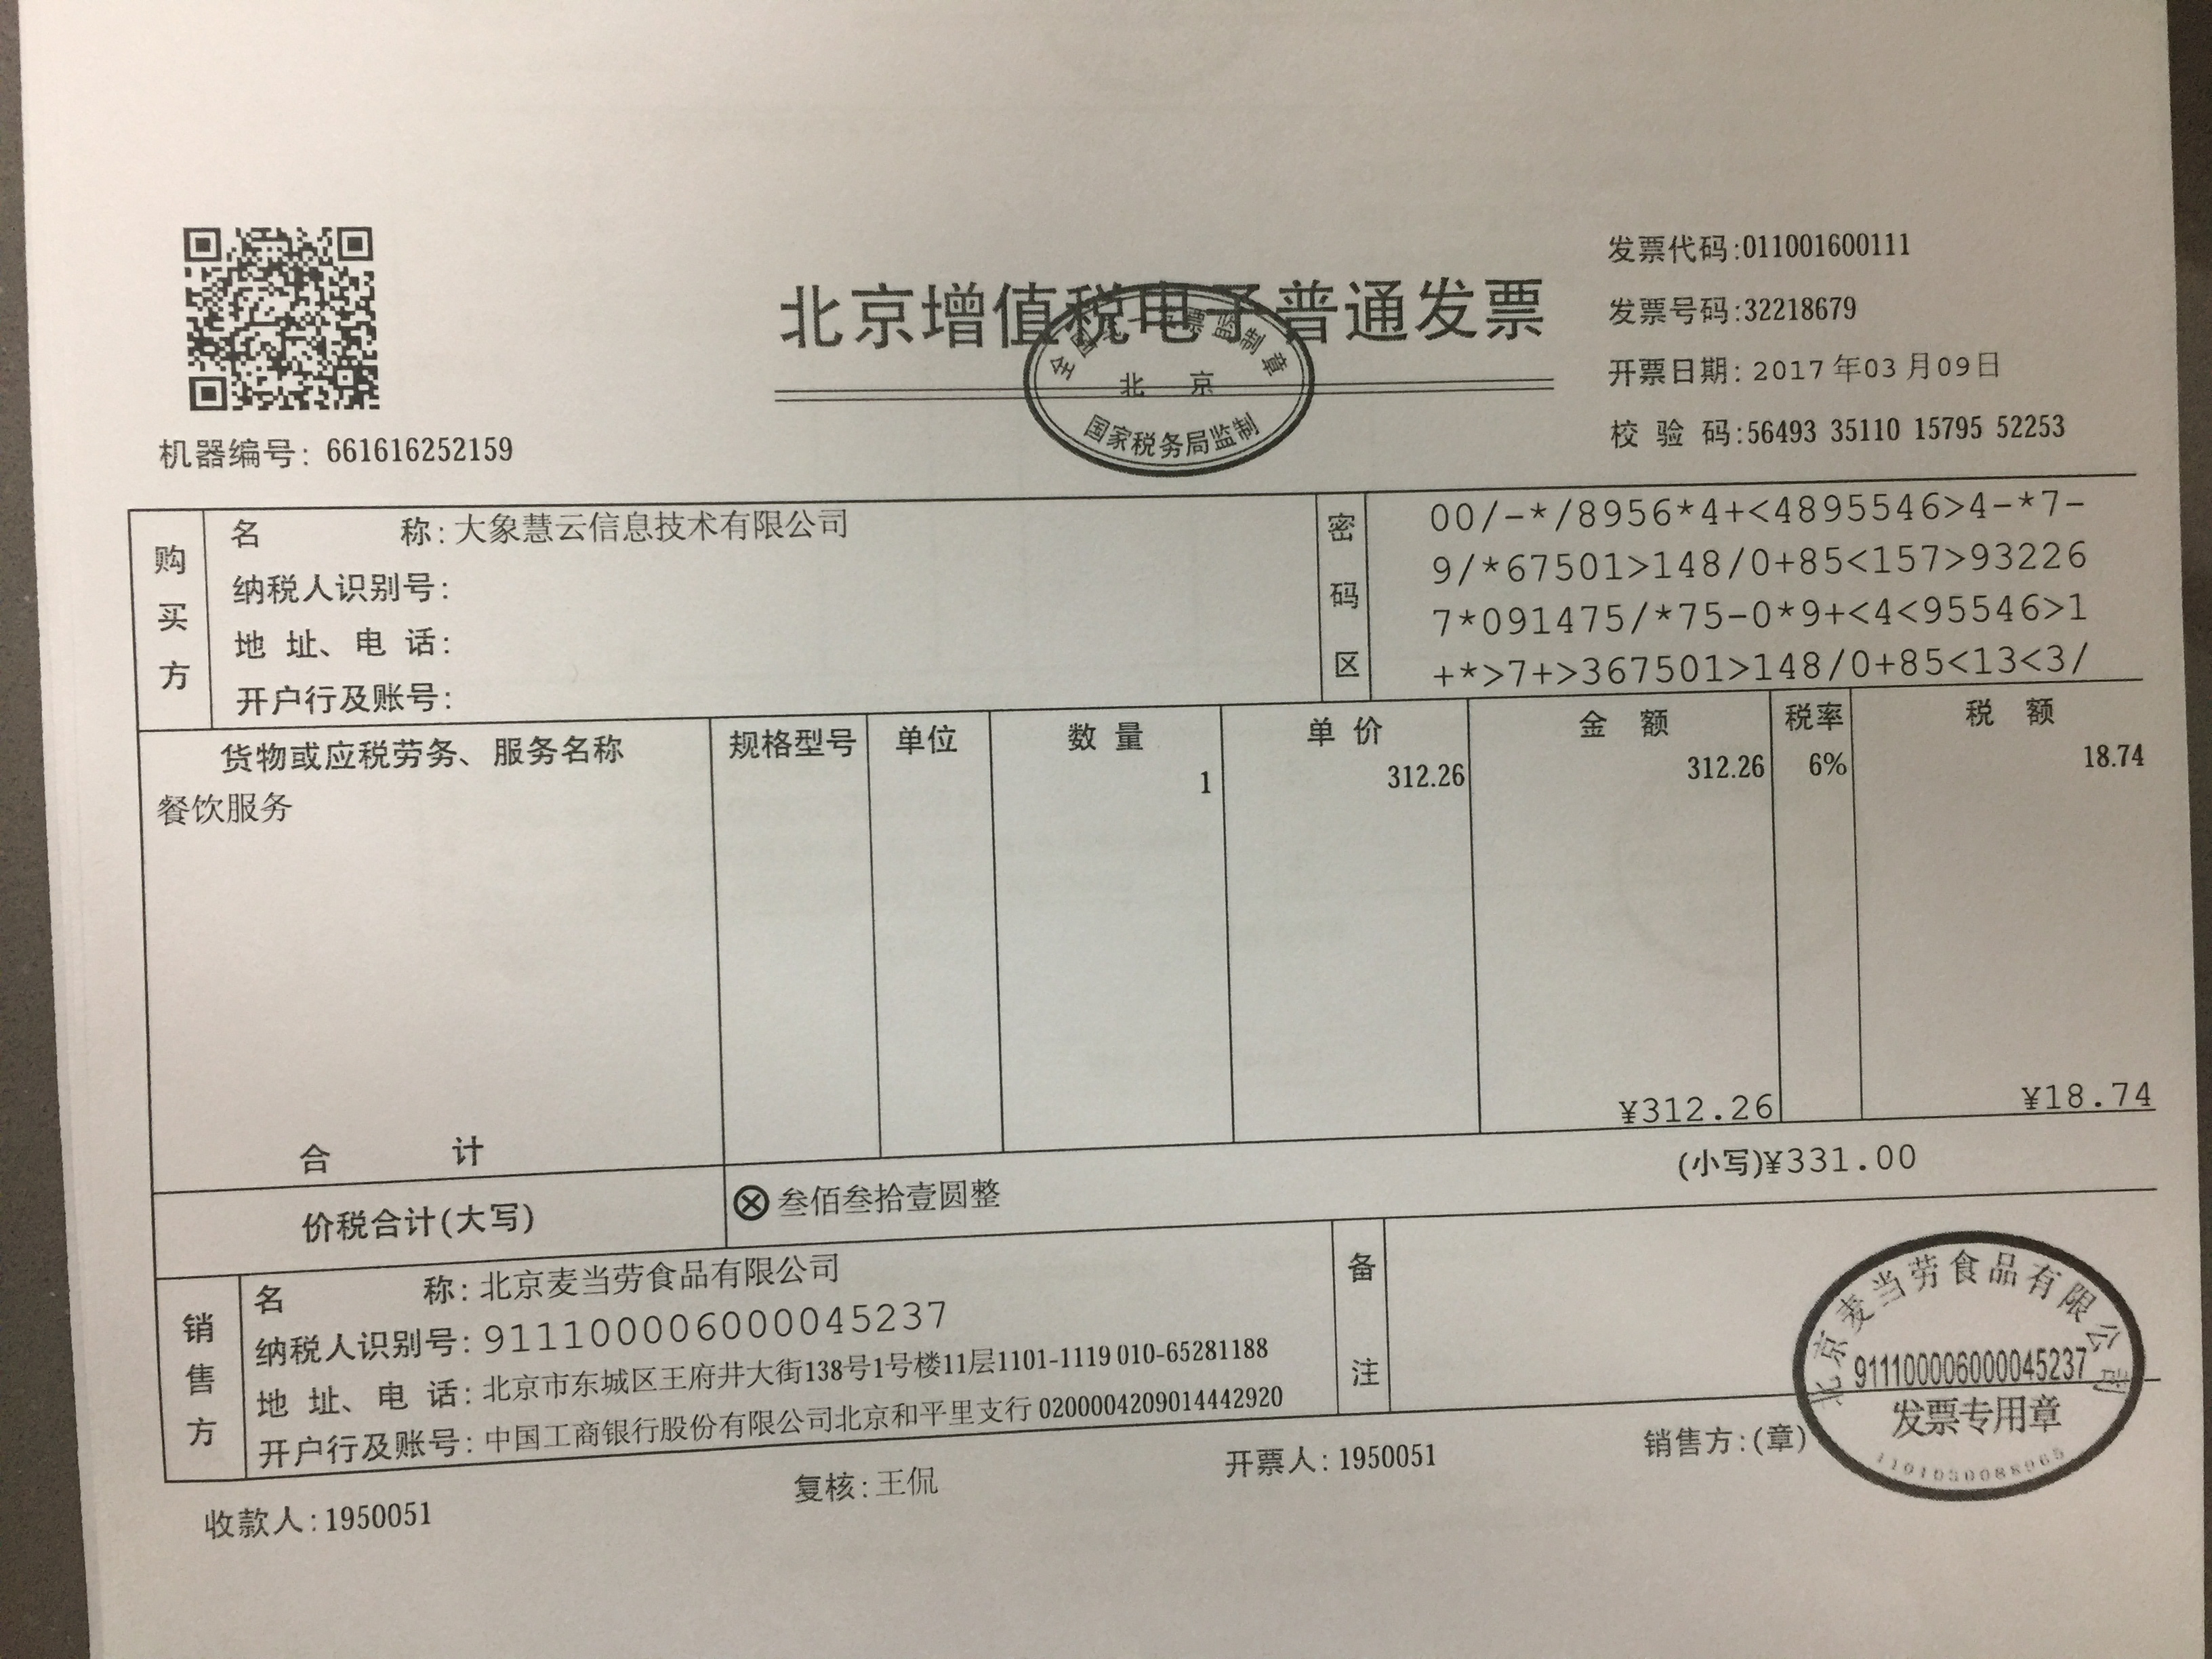 北京增值税电子普通发票
全国 票监制章
北 京
国家税务局监制
发票代码:011001600111
发票号码:32218679
开票日期: 2017 年03 月09日
校 验 码:56493 35110 15795 52253
机器编号: 661616252159
购买方
名 称: 大象慧云信息技术有限公司
纳税人识别号:
地 址、电 话:
开户行及账号:
密码区
00/-*/8956*4+<4895546>4-*7-
9/*67501>148/0+85<157>93226
7*091475/*75-0*9+<4<95546>1
+*>7+>367501>148/0+85<13<3/
货物或应税劳务、服务名称 规格型号 单位 数 量 单 价 金 额 税率 税 额
餐饮服务 1 312.26 312.26 6% 18.74
合 计 ¥312.26 ¥18.74
价税合计(大写) ⊗叁佰叁拾壹圆整 (小写)¥331.00
销售方
名 称: 北京麦当劳食品有限公司
纳税人识别号: 911100006000045237
地 址、电 话: 北京市东城区王府井大街138号1号楼11层1101-1119 010-65281188
开户行及账号: 中国工商银行股份有限公司北京和平里支行 0200004209014442920
备注
北京麦当劳食品有限公司
911100006000045237
发票专用章
收款人: 1950051 复核: 王侃 开票人: 1950051 销售方: (章)